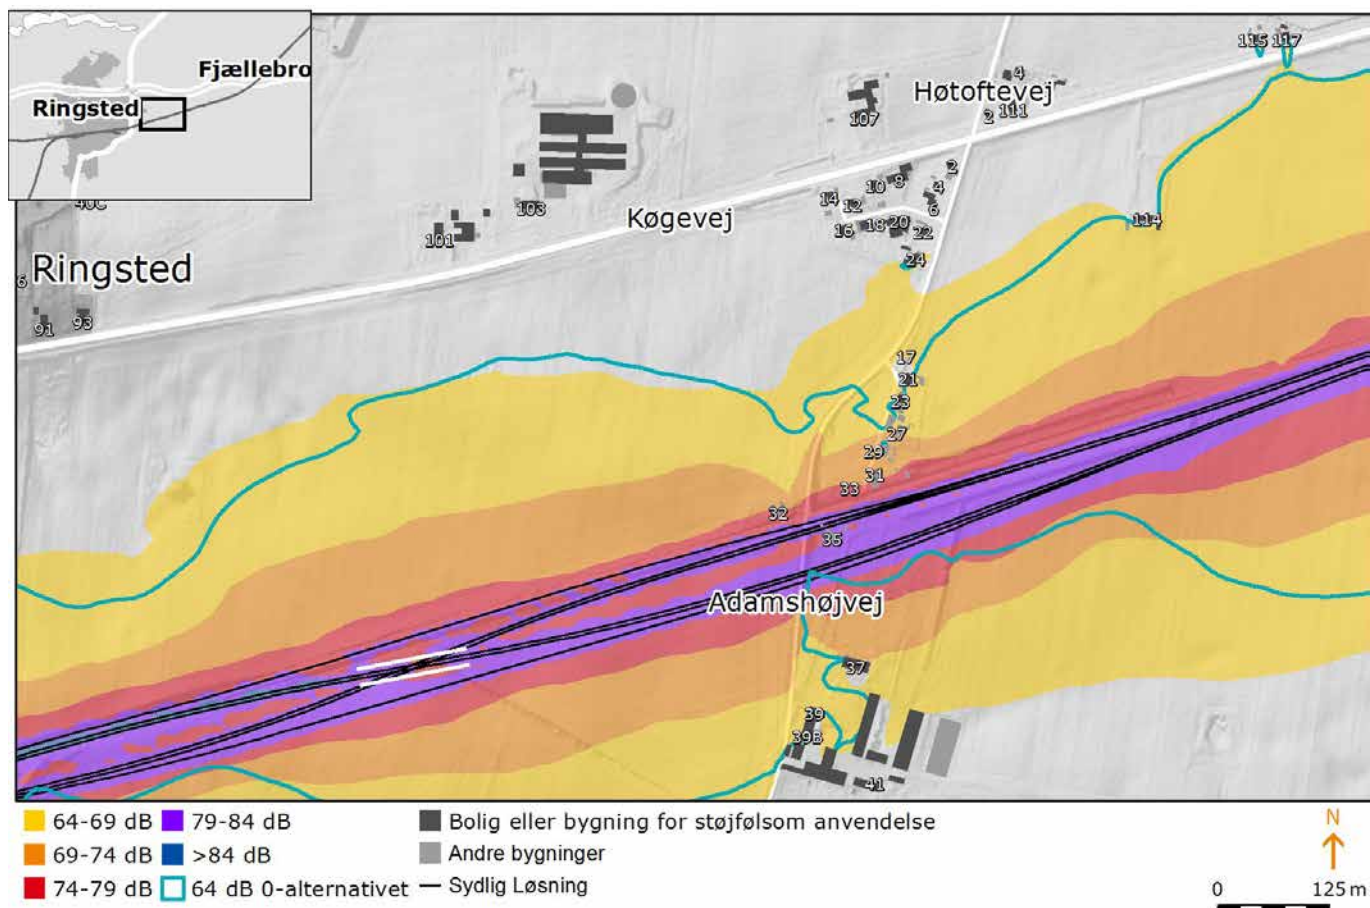 Fjællebro
Ringsted
115
117
4
Høtoftevej
111
2
107
2
8
10
4
14
12
6
103
Køgevej
18
20
16
22
101
114
24
Ringsted
6
91
93
17
21
23
27
29
31
33
32
35
Adamshøjvej
37
39
39B
41
64-69 dB
79-84 dB
Bolig eller bygning for støjfølsom anvendelse
69-74 dB
>84 dB
Andre bygninger
74-79 dB
64 dB 0-alternativet
Sydlig Løsning
N
0
125 m